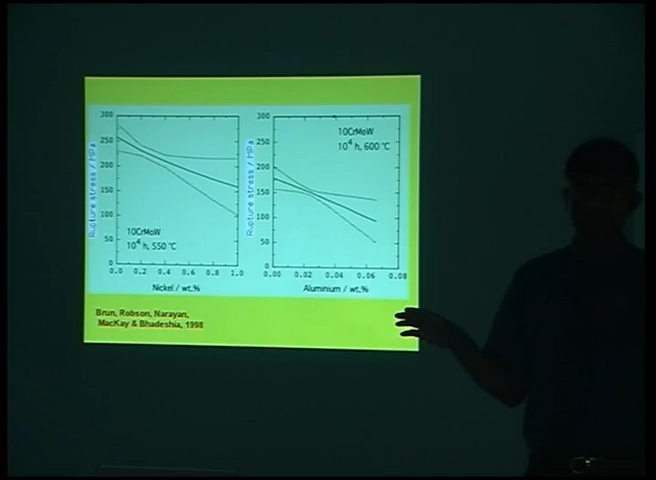 300
250
200
150
100
50
0
Rupture stress / MPa
10CrMoW
10⁴ h, 550 °C
0.0 0.2 0.4 0.6 0.8 1.0
Nickel / wt.%
300
250
200
150
100
50
0
Rupture stress / MPa
10CrMoW
10⁴ h, 600 °C
0.00 0.02 0.04 0.06 0.08
Aluminium / wt.%
Brun, Robson, Narayan,
MacKay & Bhadeshia, 1998